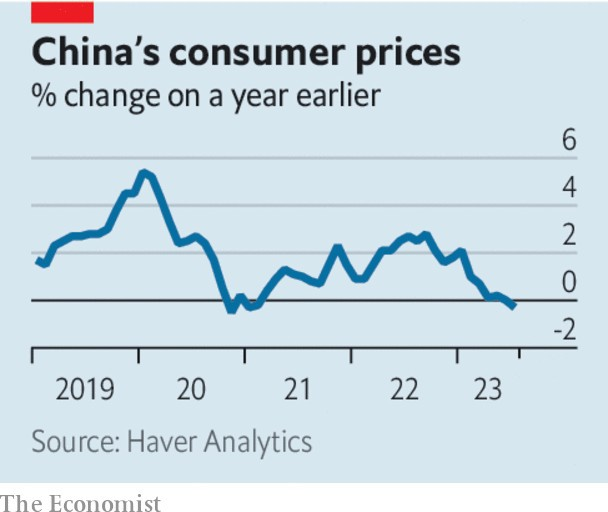 China's consumer prices
% change on a year earlier
6
4
2
0
-2
2019 20 21 22 23
Source: Haver Analytics
The Economist